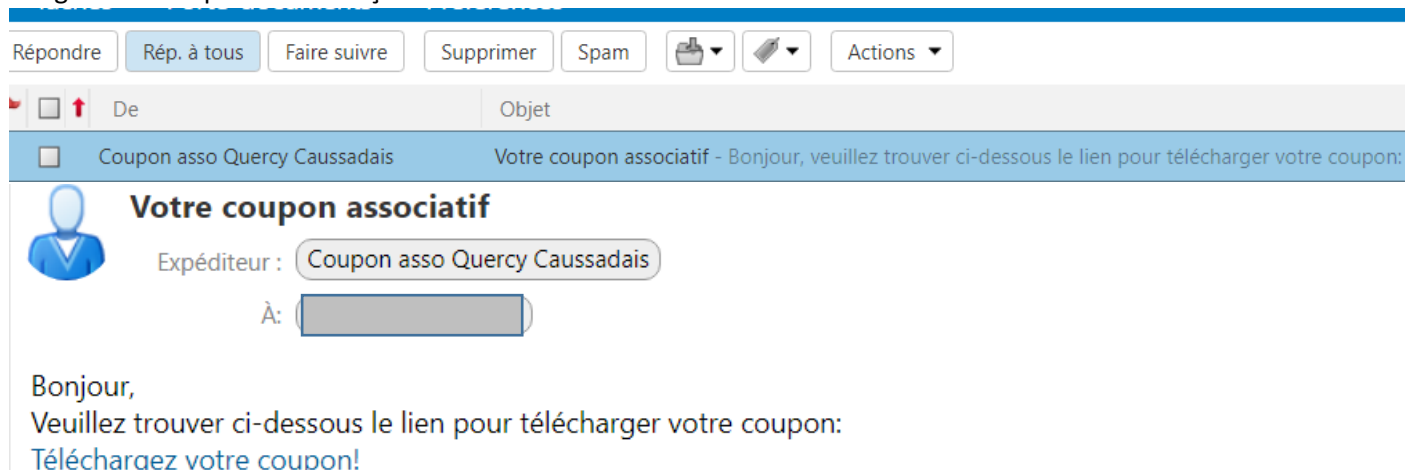 Répondre Rép. à tous Faire suivre Supprimer Spam Actions
De Objet
Coupon asso Quercy Caussadais Votre coupon associatif - Bonjour, veuillez trouver ci-dessous le lien pour télécharger votre coupon:
Votre coupon associatif
Expéditeur : Coupon asso Quercy Caussadais
À:
Bonjour,
Veuillez trouver ci-dessous le lien pour télécharger votre coupon:
Téléchargez votre coupon!